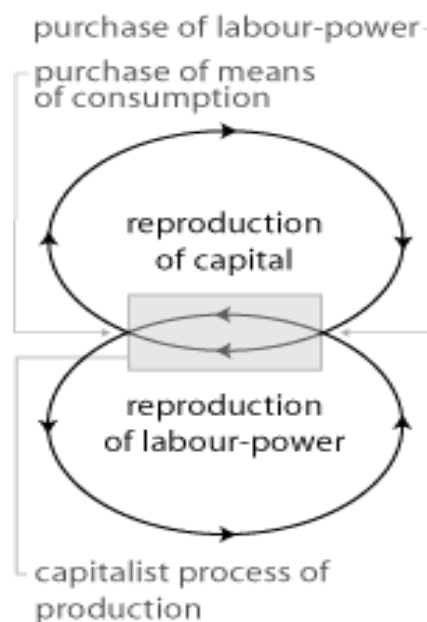 purchase of labour-power
purchase of means
of consumption
reproduction
of capital
reproduction
of labour-power
capitalist process of
production